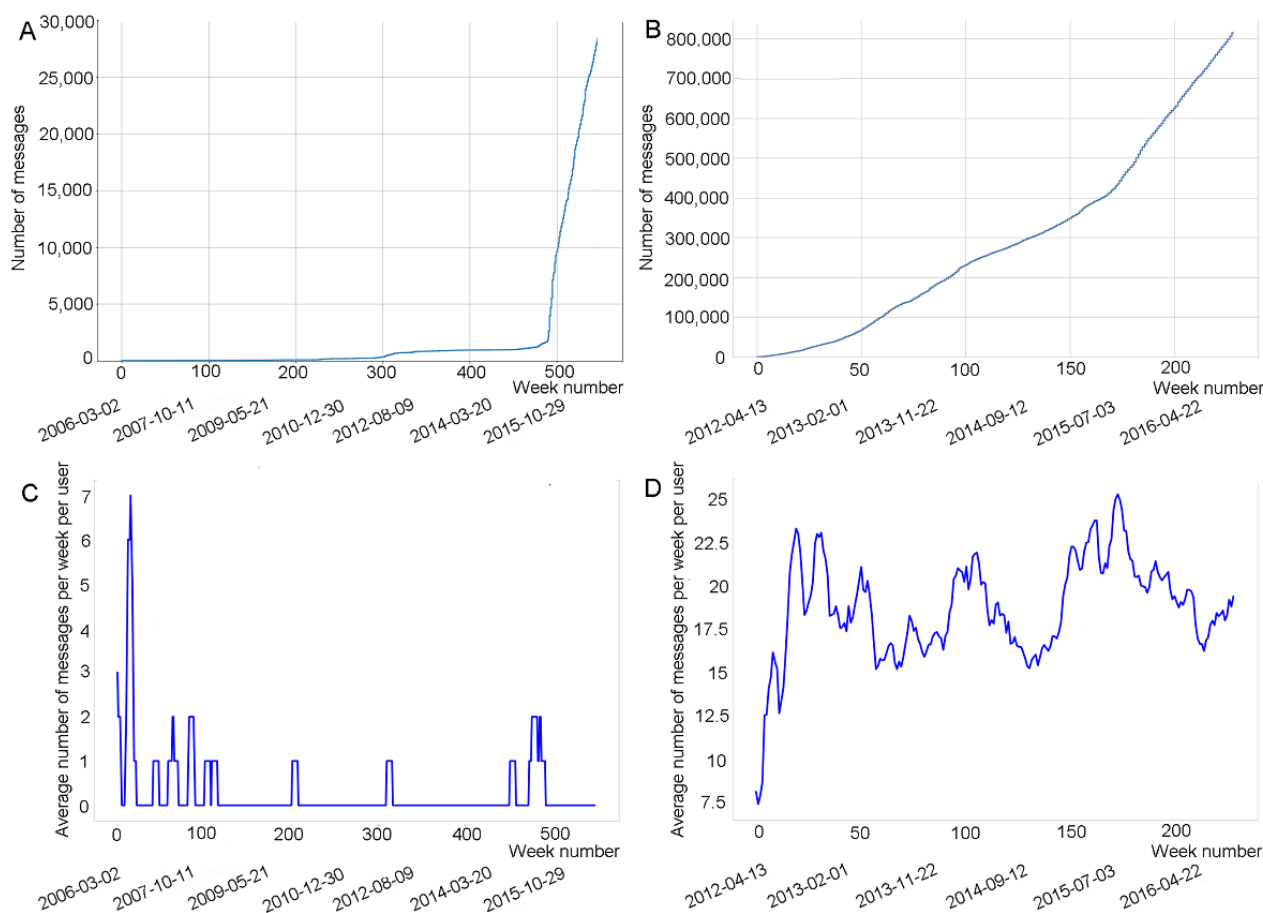 A
Number of messages
30,000
25,000
20,000
15,000
10,000
5,000
0
0 100 200 300 400 500
Week number
2006-03-02 2007-10-11 2009-05-21 2010-12-30 2012-08-09 2014-03-20 2015-10-29
B
Number of messages
800,000
700,000
600,000
500,000
400,000
300,000
200,000
100,000
0
0 50 100 150 200
Week number
2012-04-13 2013-02-01 2013-11-22 2014-09-12 2015-07-03 2016-04-22
C
Average number of messages per week per user
7
6
5
4
3
2
1
0
0 100 200 300 400 500
Week number
2006-03-02 2007-10-11 2009-05-21 2010-12-30 2012-08-09 2014-03-20 2015-10-29
D
Average number of messages per week per user
25
22.5
20
17.5
15
12.5
10
7.5
0 50 100 150 200
Week number
2012-04-13 2013-02-01 2013-11-22 2014-09-12 2015-07-03 2016-04-22